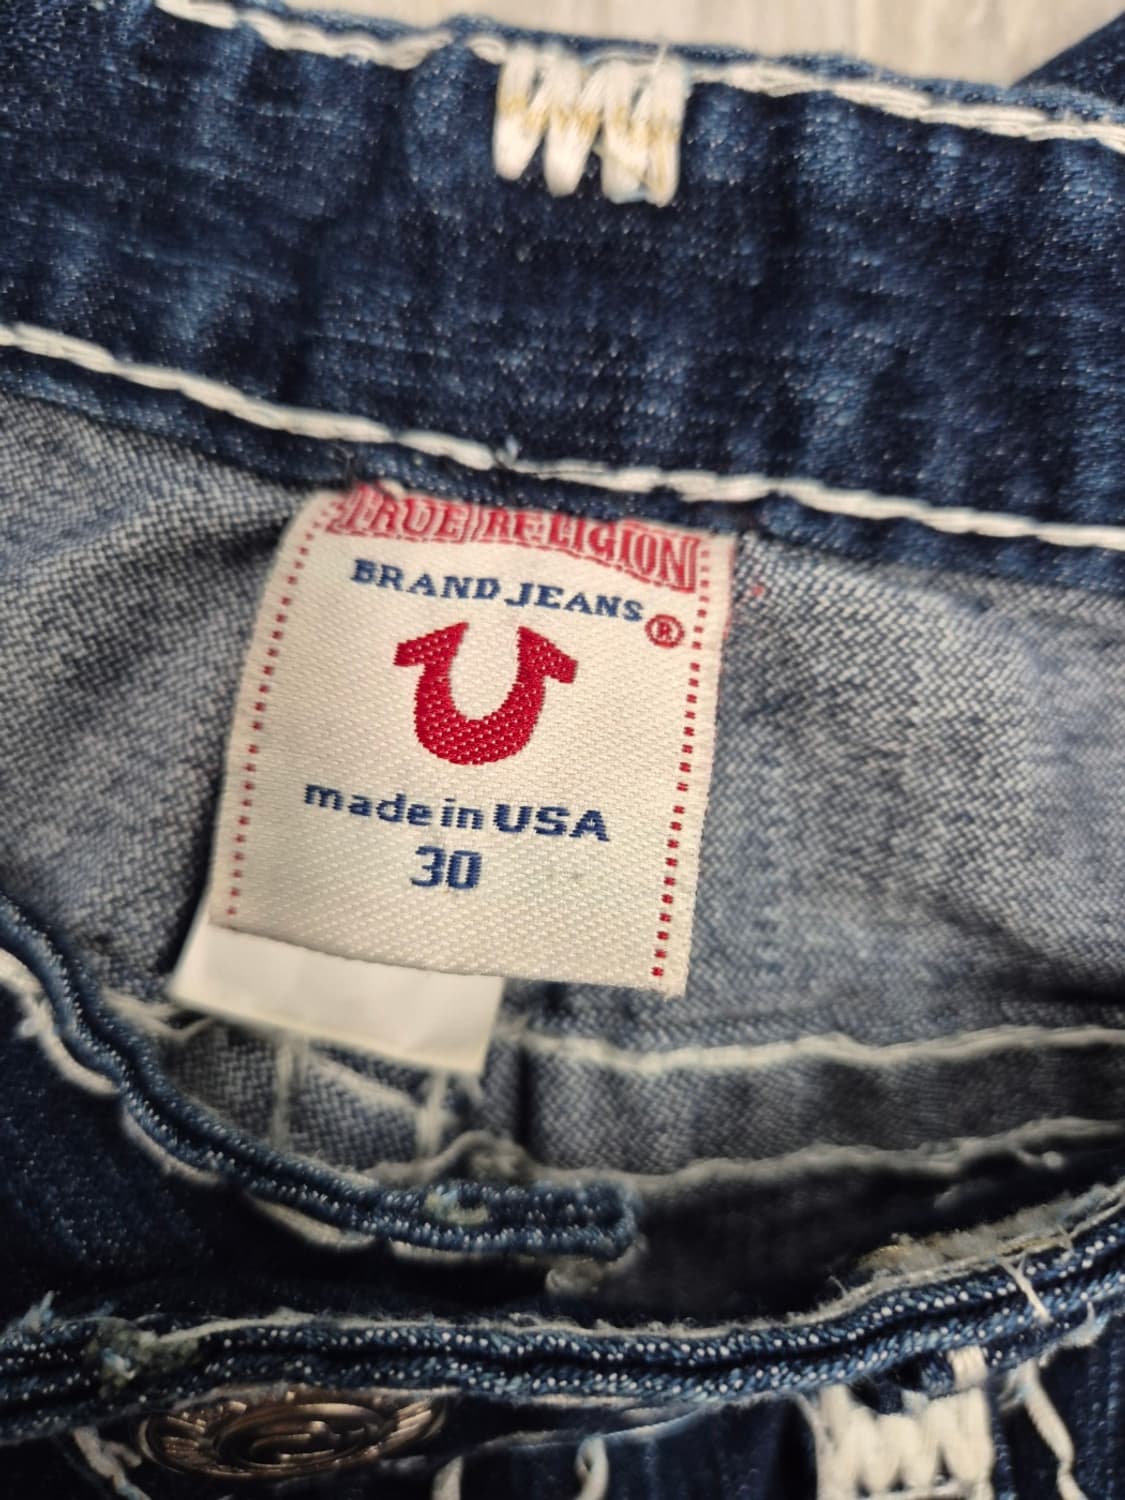 TRUE RELIGION
BRAND JEANS
®
made in USA
30